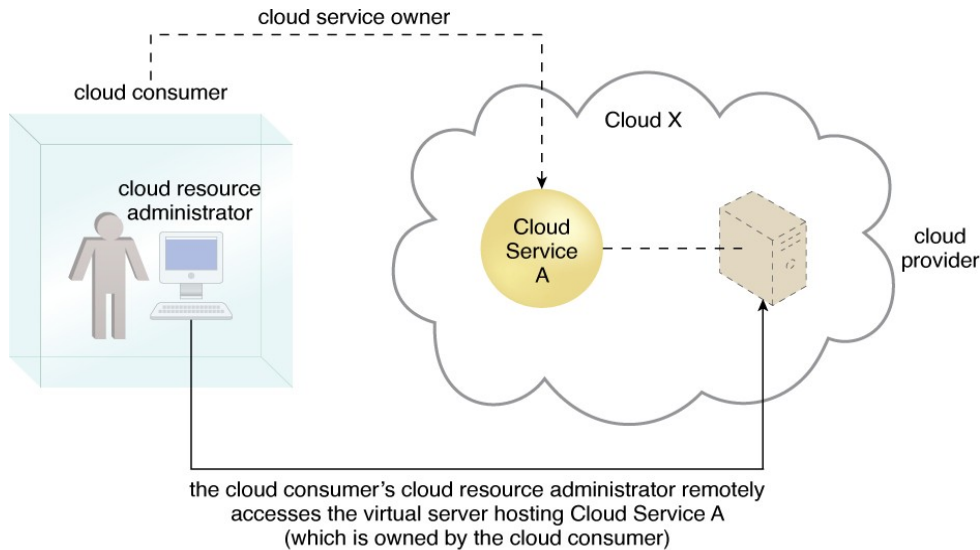 cloud service owner
cloud consumer
Cloud X
cloud resource
administrator
Cloud
Service
A
cloud
provider
the cloud consumer’s cloud resource administrator remotely
accesses the virtual server hosting Cloud Service A
(which is owned by the cloud consumer)